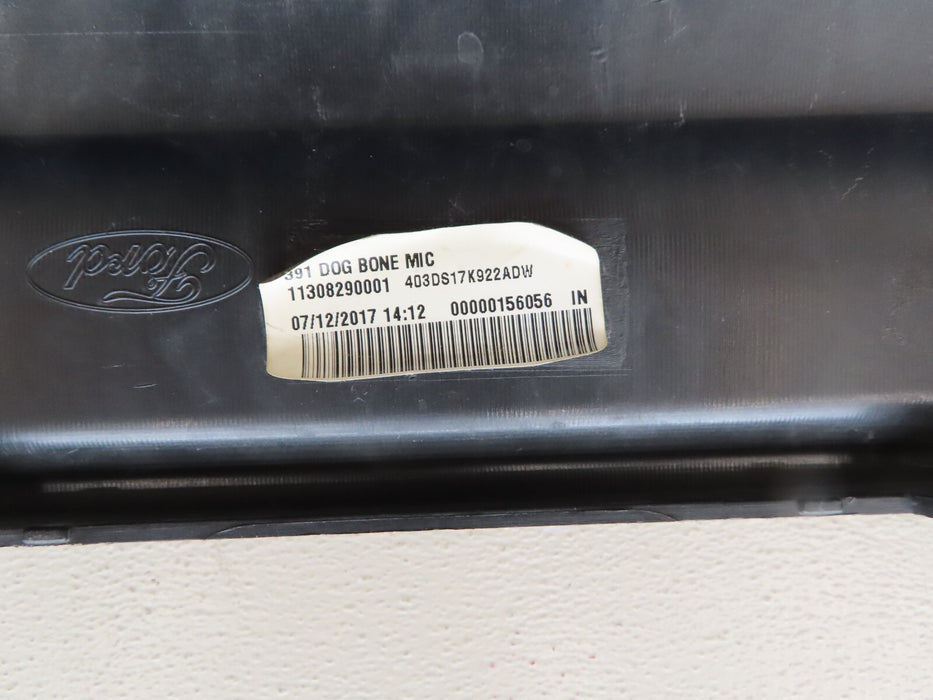 391 DOG BONE MIC
11308290001 403DS17K922ADW
07/12/2017 14:12 00000156056 IN
Ford